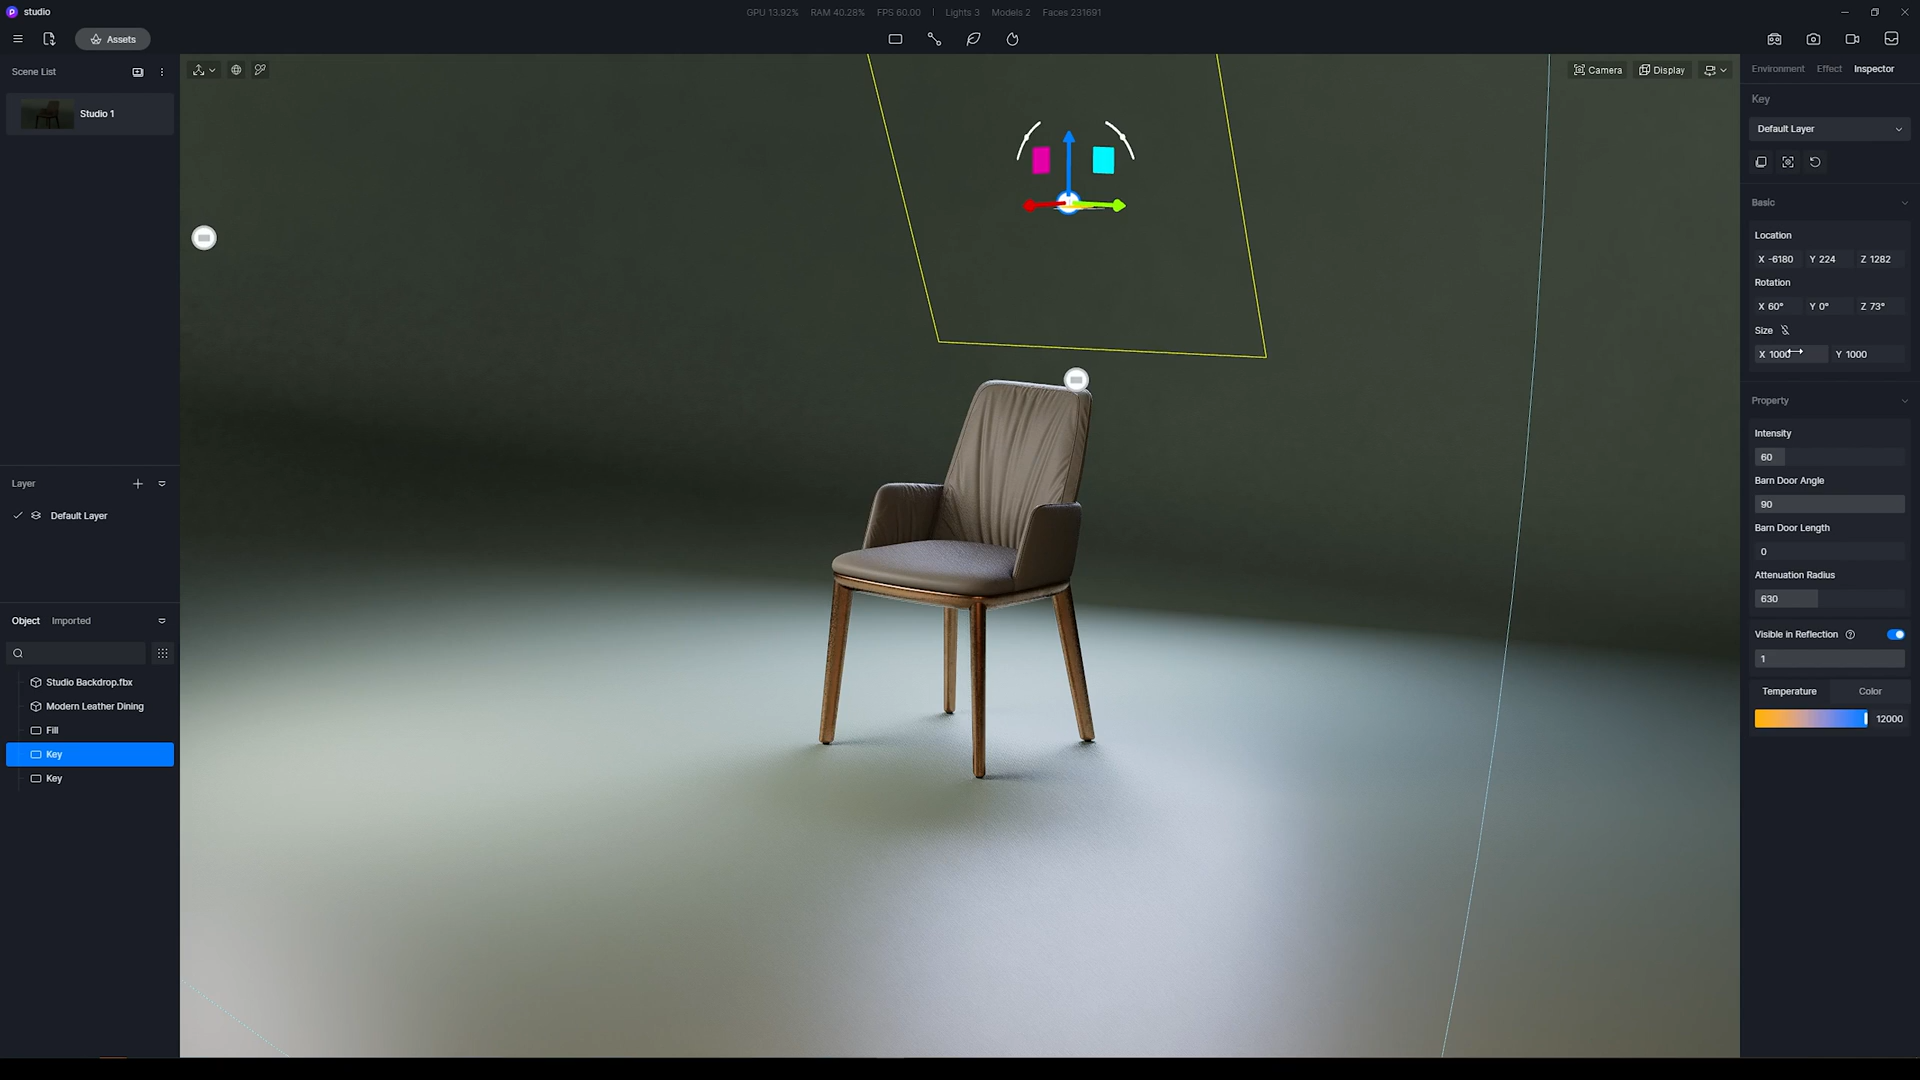 studio
GPU 13.92% RAM 40.28% FPS 60.00 | Lights 3 Models 2 Faces 231691
Assets
Scene List
Studio 1
Camera
Display
Environment Effect Inspector
Key
Default Layer
Basic
Location
X -6180 Y 224 Z 1282
Rotation
X 60° Y 0° Z 73°
Size
X 1000 Y 1000
Property
Intensity
60
Barn Door Angle
90
Barn Door Length
0
Attenuation Radius
630
Visible in Reflection
1
Temperature Color
12000
Layer
Default Layer
Object Imported
Studio Backdrop.fbx
Modern Leather Dining
Fill
Key
Key